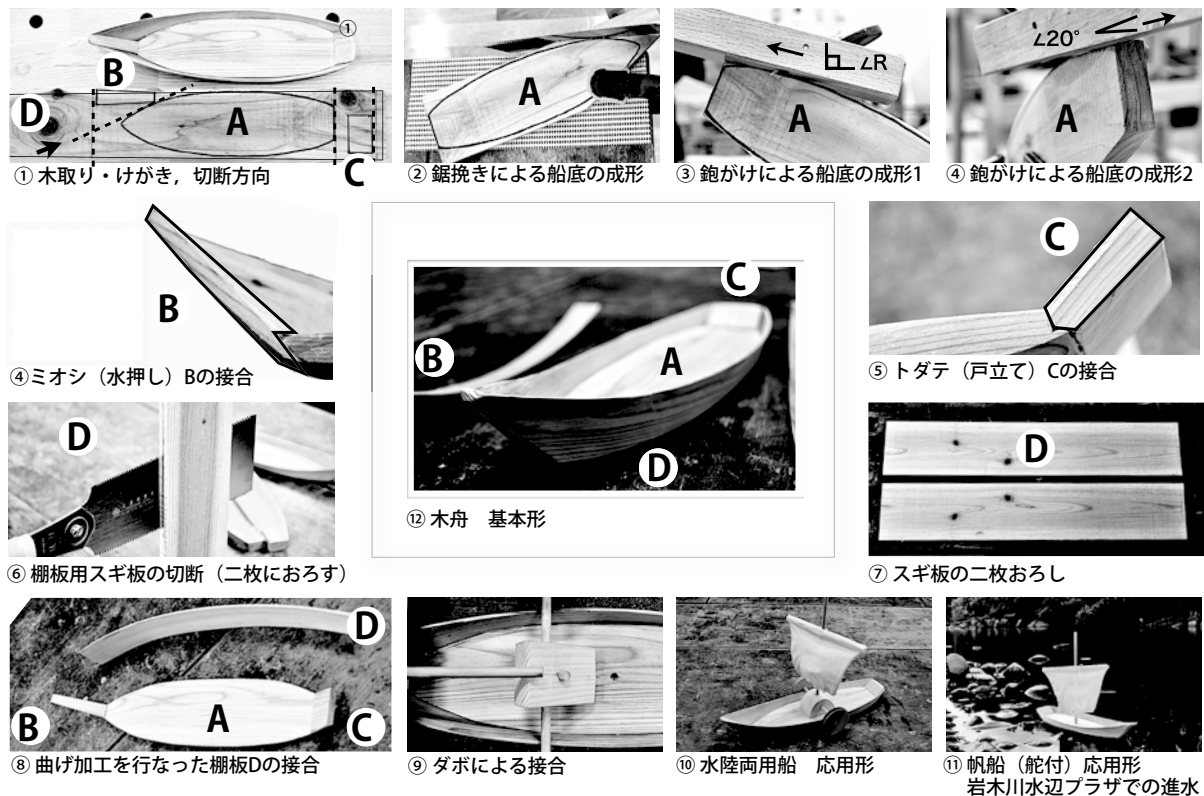 ①
B
D
A
C
① 木取り・けがき，切断方向
A
② 鋸挽きによる船底の成形
∠R
A
③ 鉋がけによる船底の成形1
∠20°
A
④ 鉋がけによる船底の成形2
B
④ミオシ（水押し）Bの接合
C
B
A
D
⑫ 木舟　基本形
C
⑤ トダテ（戸立て）Cの接合
D
⑥ 棚板用スギ板の切断（二枚におろす）
D
⑦ スギ板の二枚おろし
D
B
A
C
⑧ 曲げ加工を行なった棚板Dの接合
⑨ ダボによる接合
⑩ 水陸両用船　応用形
⑪ 帆船（舵付）応用形
岩木川水辺プラザでの進水